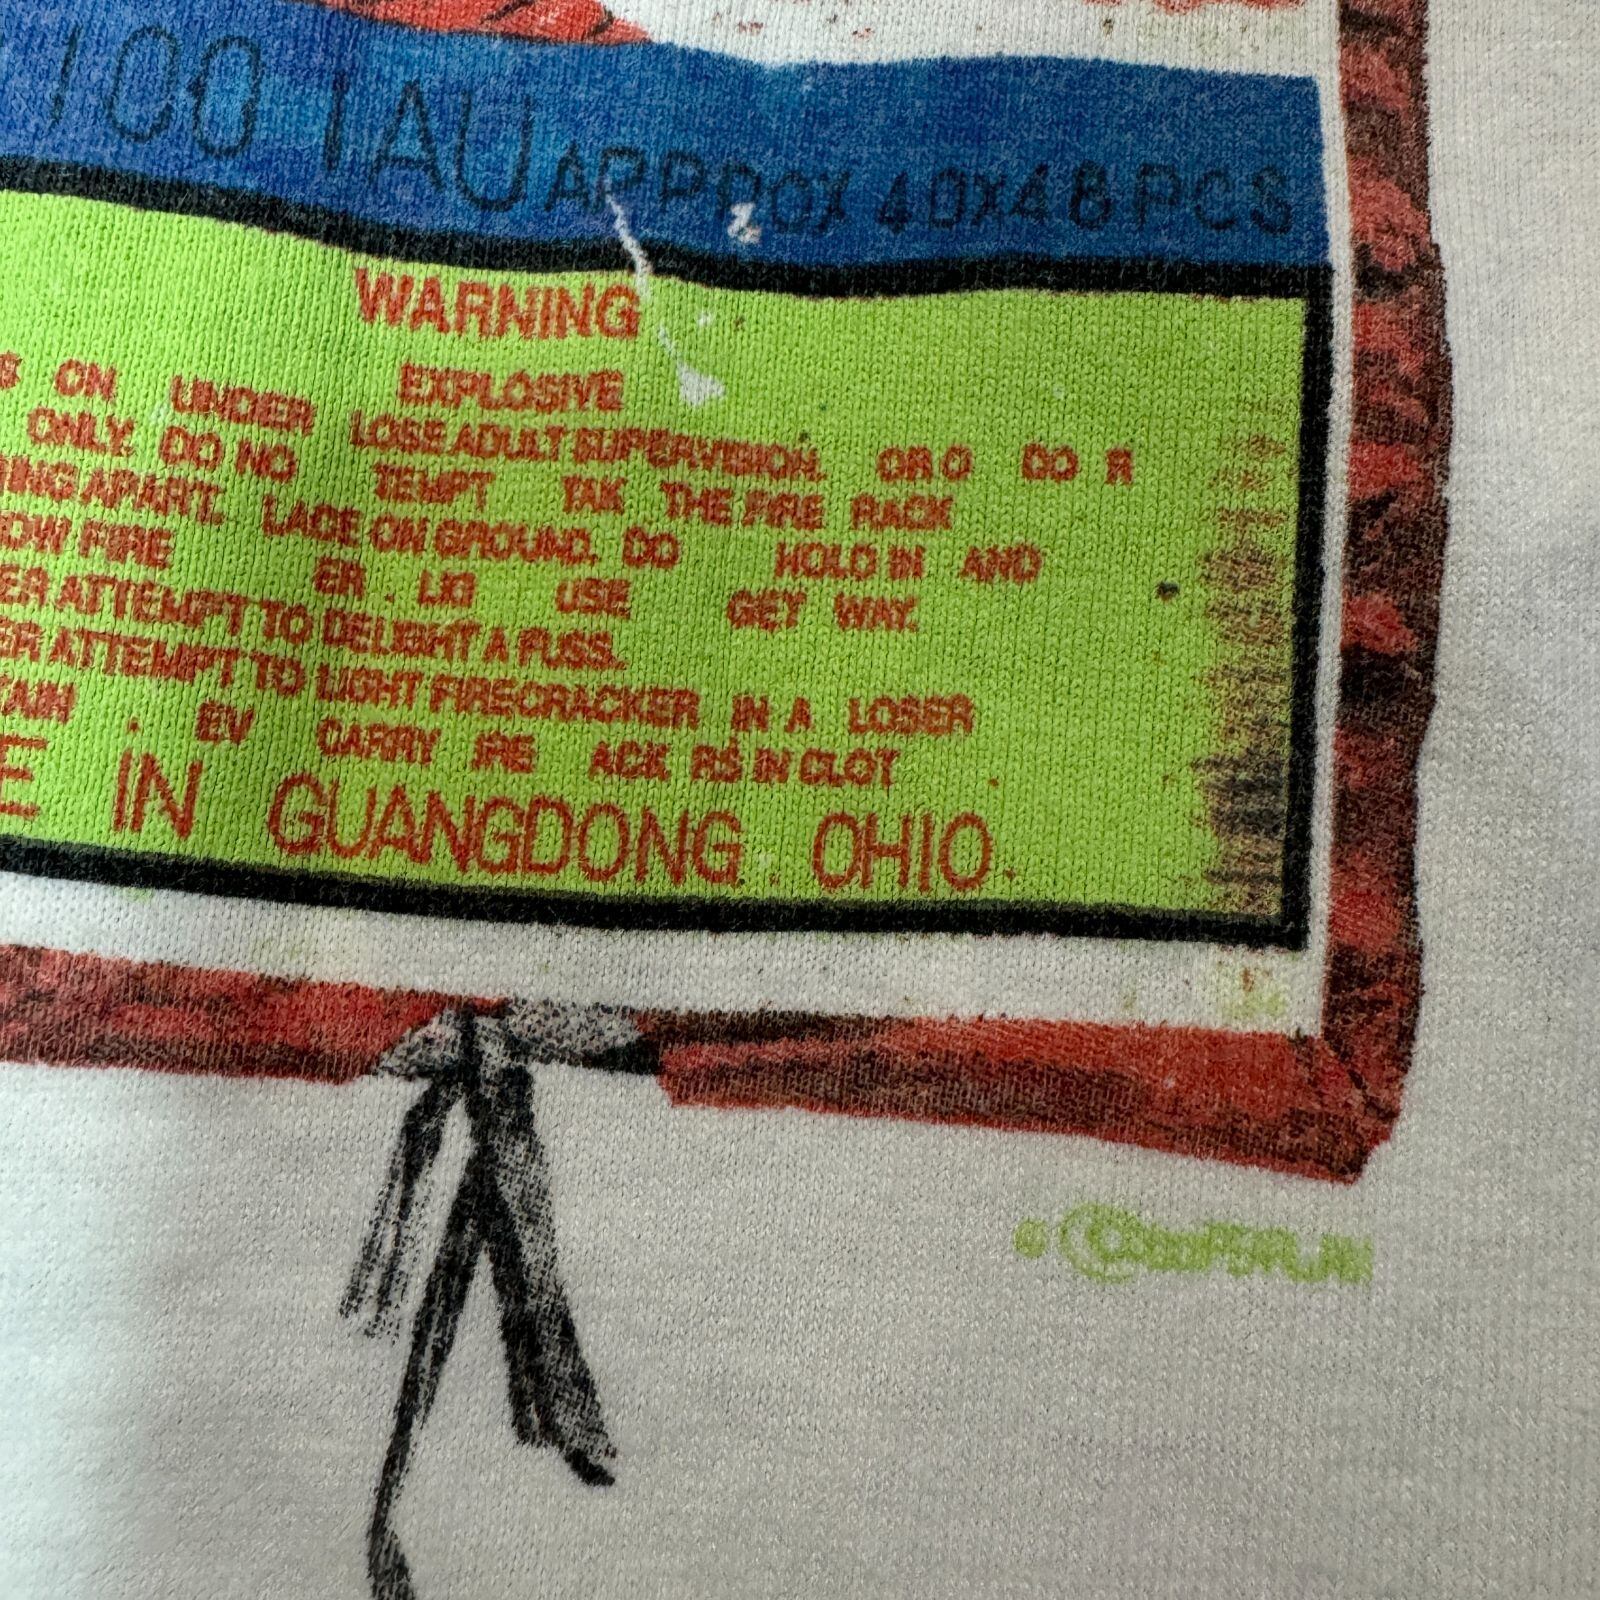 100 TAU APPROX 40X48 PCS
WARNING
EXPLOSIVE
ON UNDER LOSE ADULT SUPERVISION. OR O DO R
ONLY. DO NO TEMPT TAK THE FIRE RACK
ING APART. LACE ON GROUND. DO HOLD IN AND
OW FIRE ER. LIG USE GET WAY.
ER ATTEMPT TO DELIGHT A FUSS.
ER ATTEMPT TO LIGHT FIRECRACKER IN A LOSER
TAIN . EV CARRY IRE ACK RS IN CLOT
E IN GUANGDONG. OHIO.